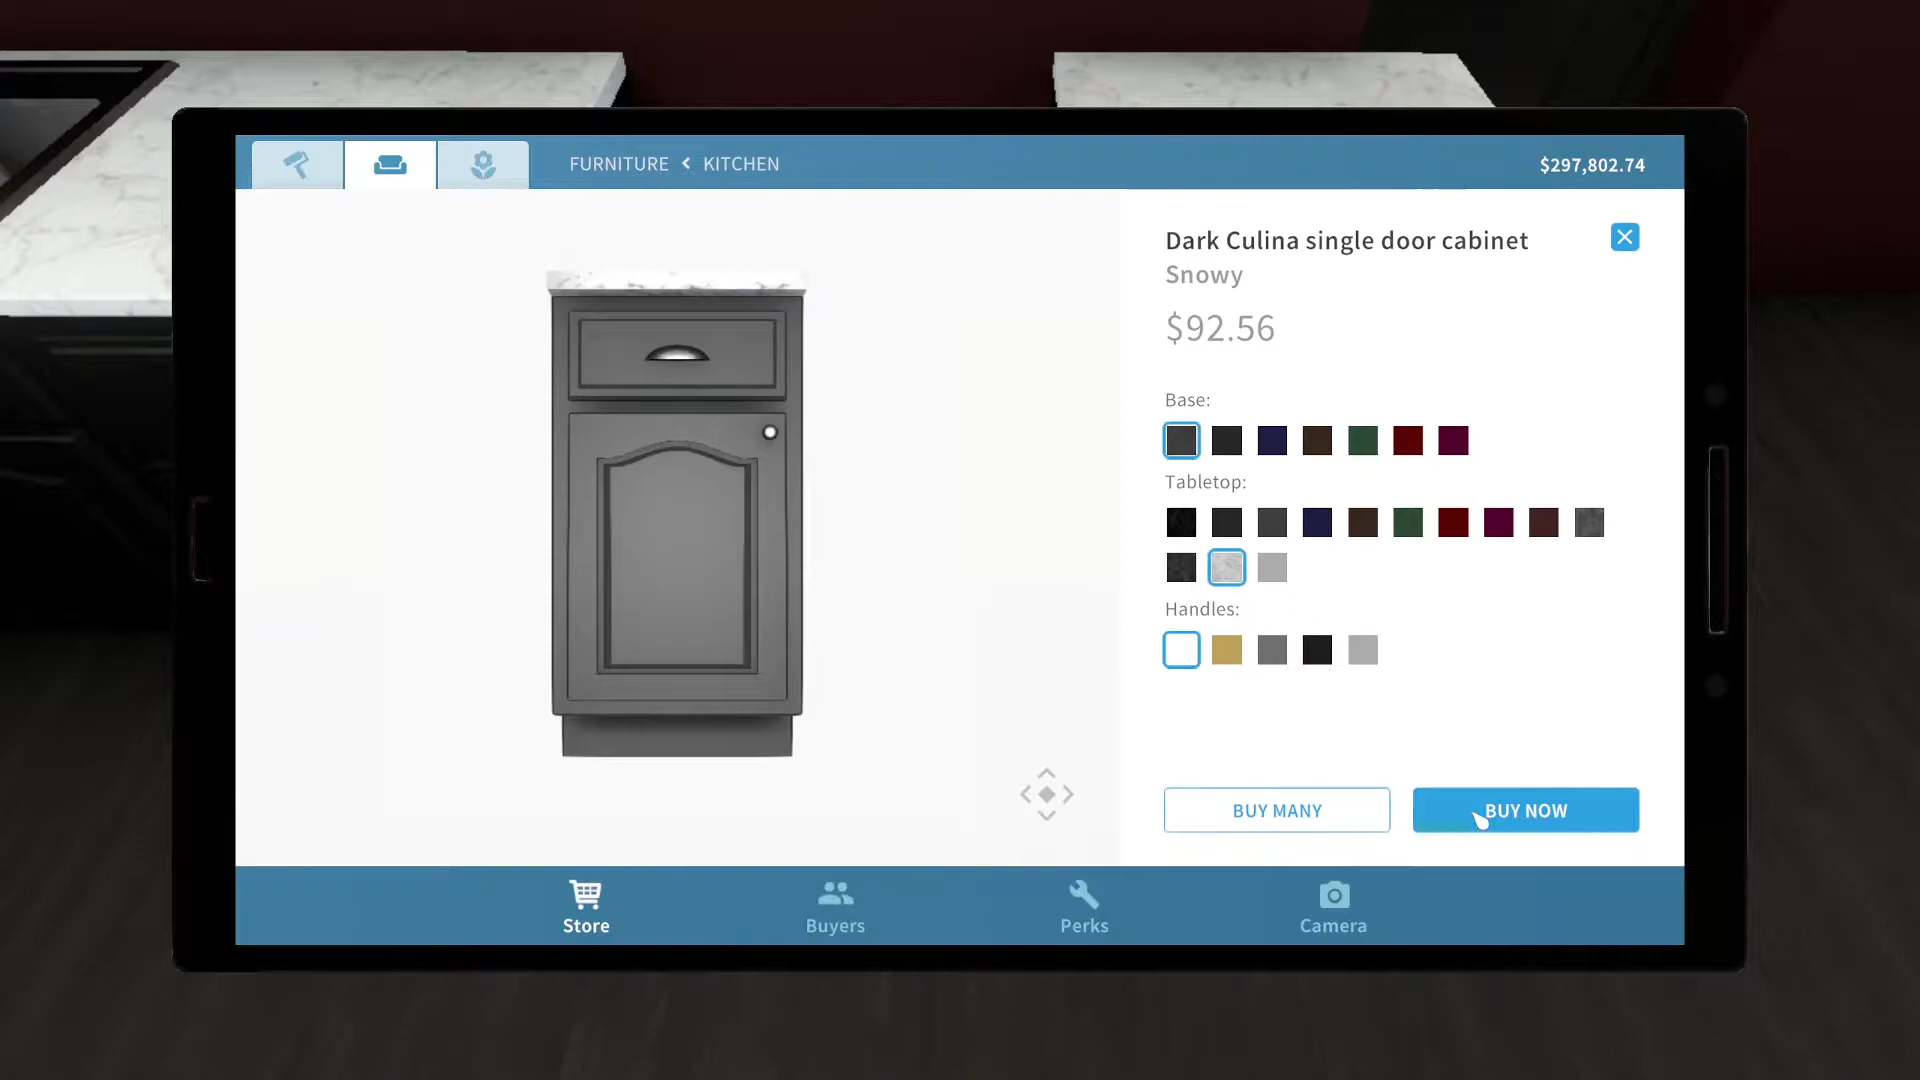 FURNITURE < KITCHEN
$297,802.74
Dark Culina single door cabinet
Snowy
$92.56
Base:
Tabletop:
Handles:
BUY MANY
BUY NOW
Store
Buyers
Perks
Camera